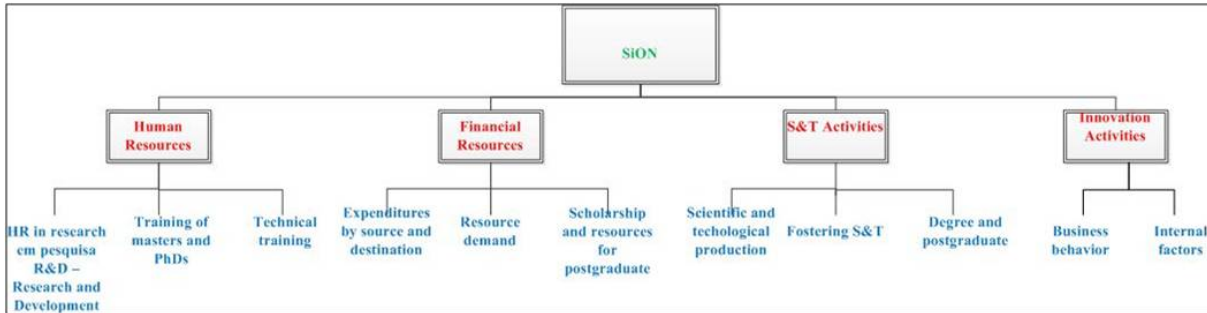 SiON
Human
Resources
Financial
Resources
S&T Activities
Innovation
Activities
HR in research
cm pesquisa
R&D –
Research and
Development
Training of
masters and
PhDs
Technical
training
Expenditures
by source and
destination
Resource
demand
Scholarship
and resources
for
postgraduate
Scientific and
techological
production
Fostering S&T
Degree and
postgraduate
Business
behavior
Internal
factors